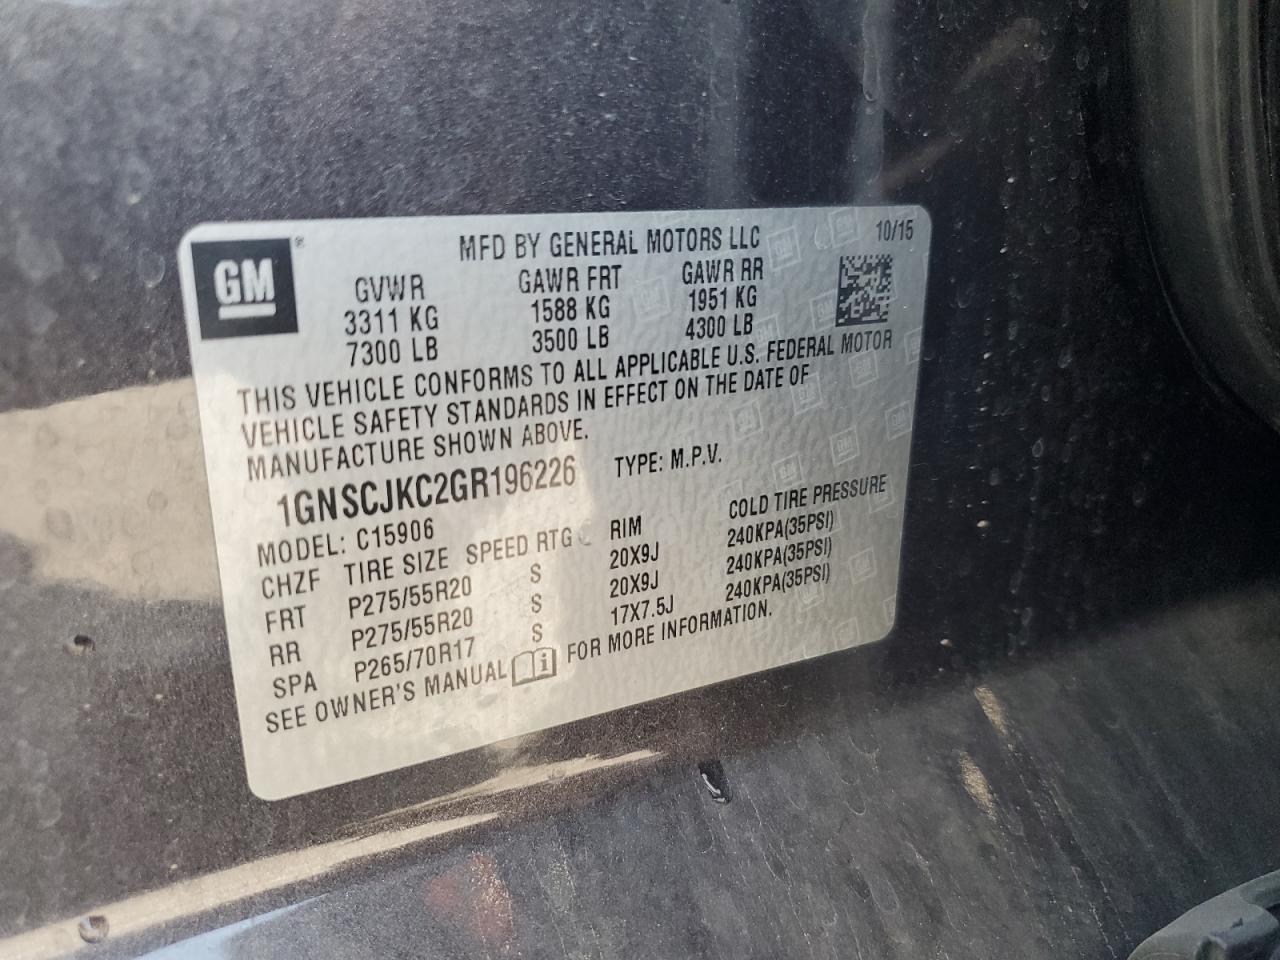 GM ®
MFD BY GENERAL MOTORS LLC 10/15
GVWR GAWR FRT GAWR RR
3311 KG 1588 KG 1951 KG
7300 LB 3500 LB 4300 LB
THIS VEHICLE CONFORMS TO ALL APPLICABLE U.S. FEDERAL MOTOR
VEHICLE SAFETY STANDARDS IN EFFECT ON THE DATE OF
MANUFACTURE SHOWN ABOVE.
1GNSCJKC2GR196226 TYPE: M.P.V.
MODEL: C15906
CHZF TIRE SIZE SPEED RTG RIM COLD TIRE PRESSURE
FRT P275/55R20 S 20X9J 240KPA(35PSI)
RR P275/55R20 S 20X9J 240KPA(35PSI)
SPA P265/70R17 S 17X7.5J 240KPA(35PSI)
SEE OWNER'S MANUAL FOR MORE INFORMATION.